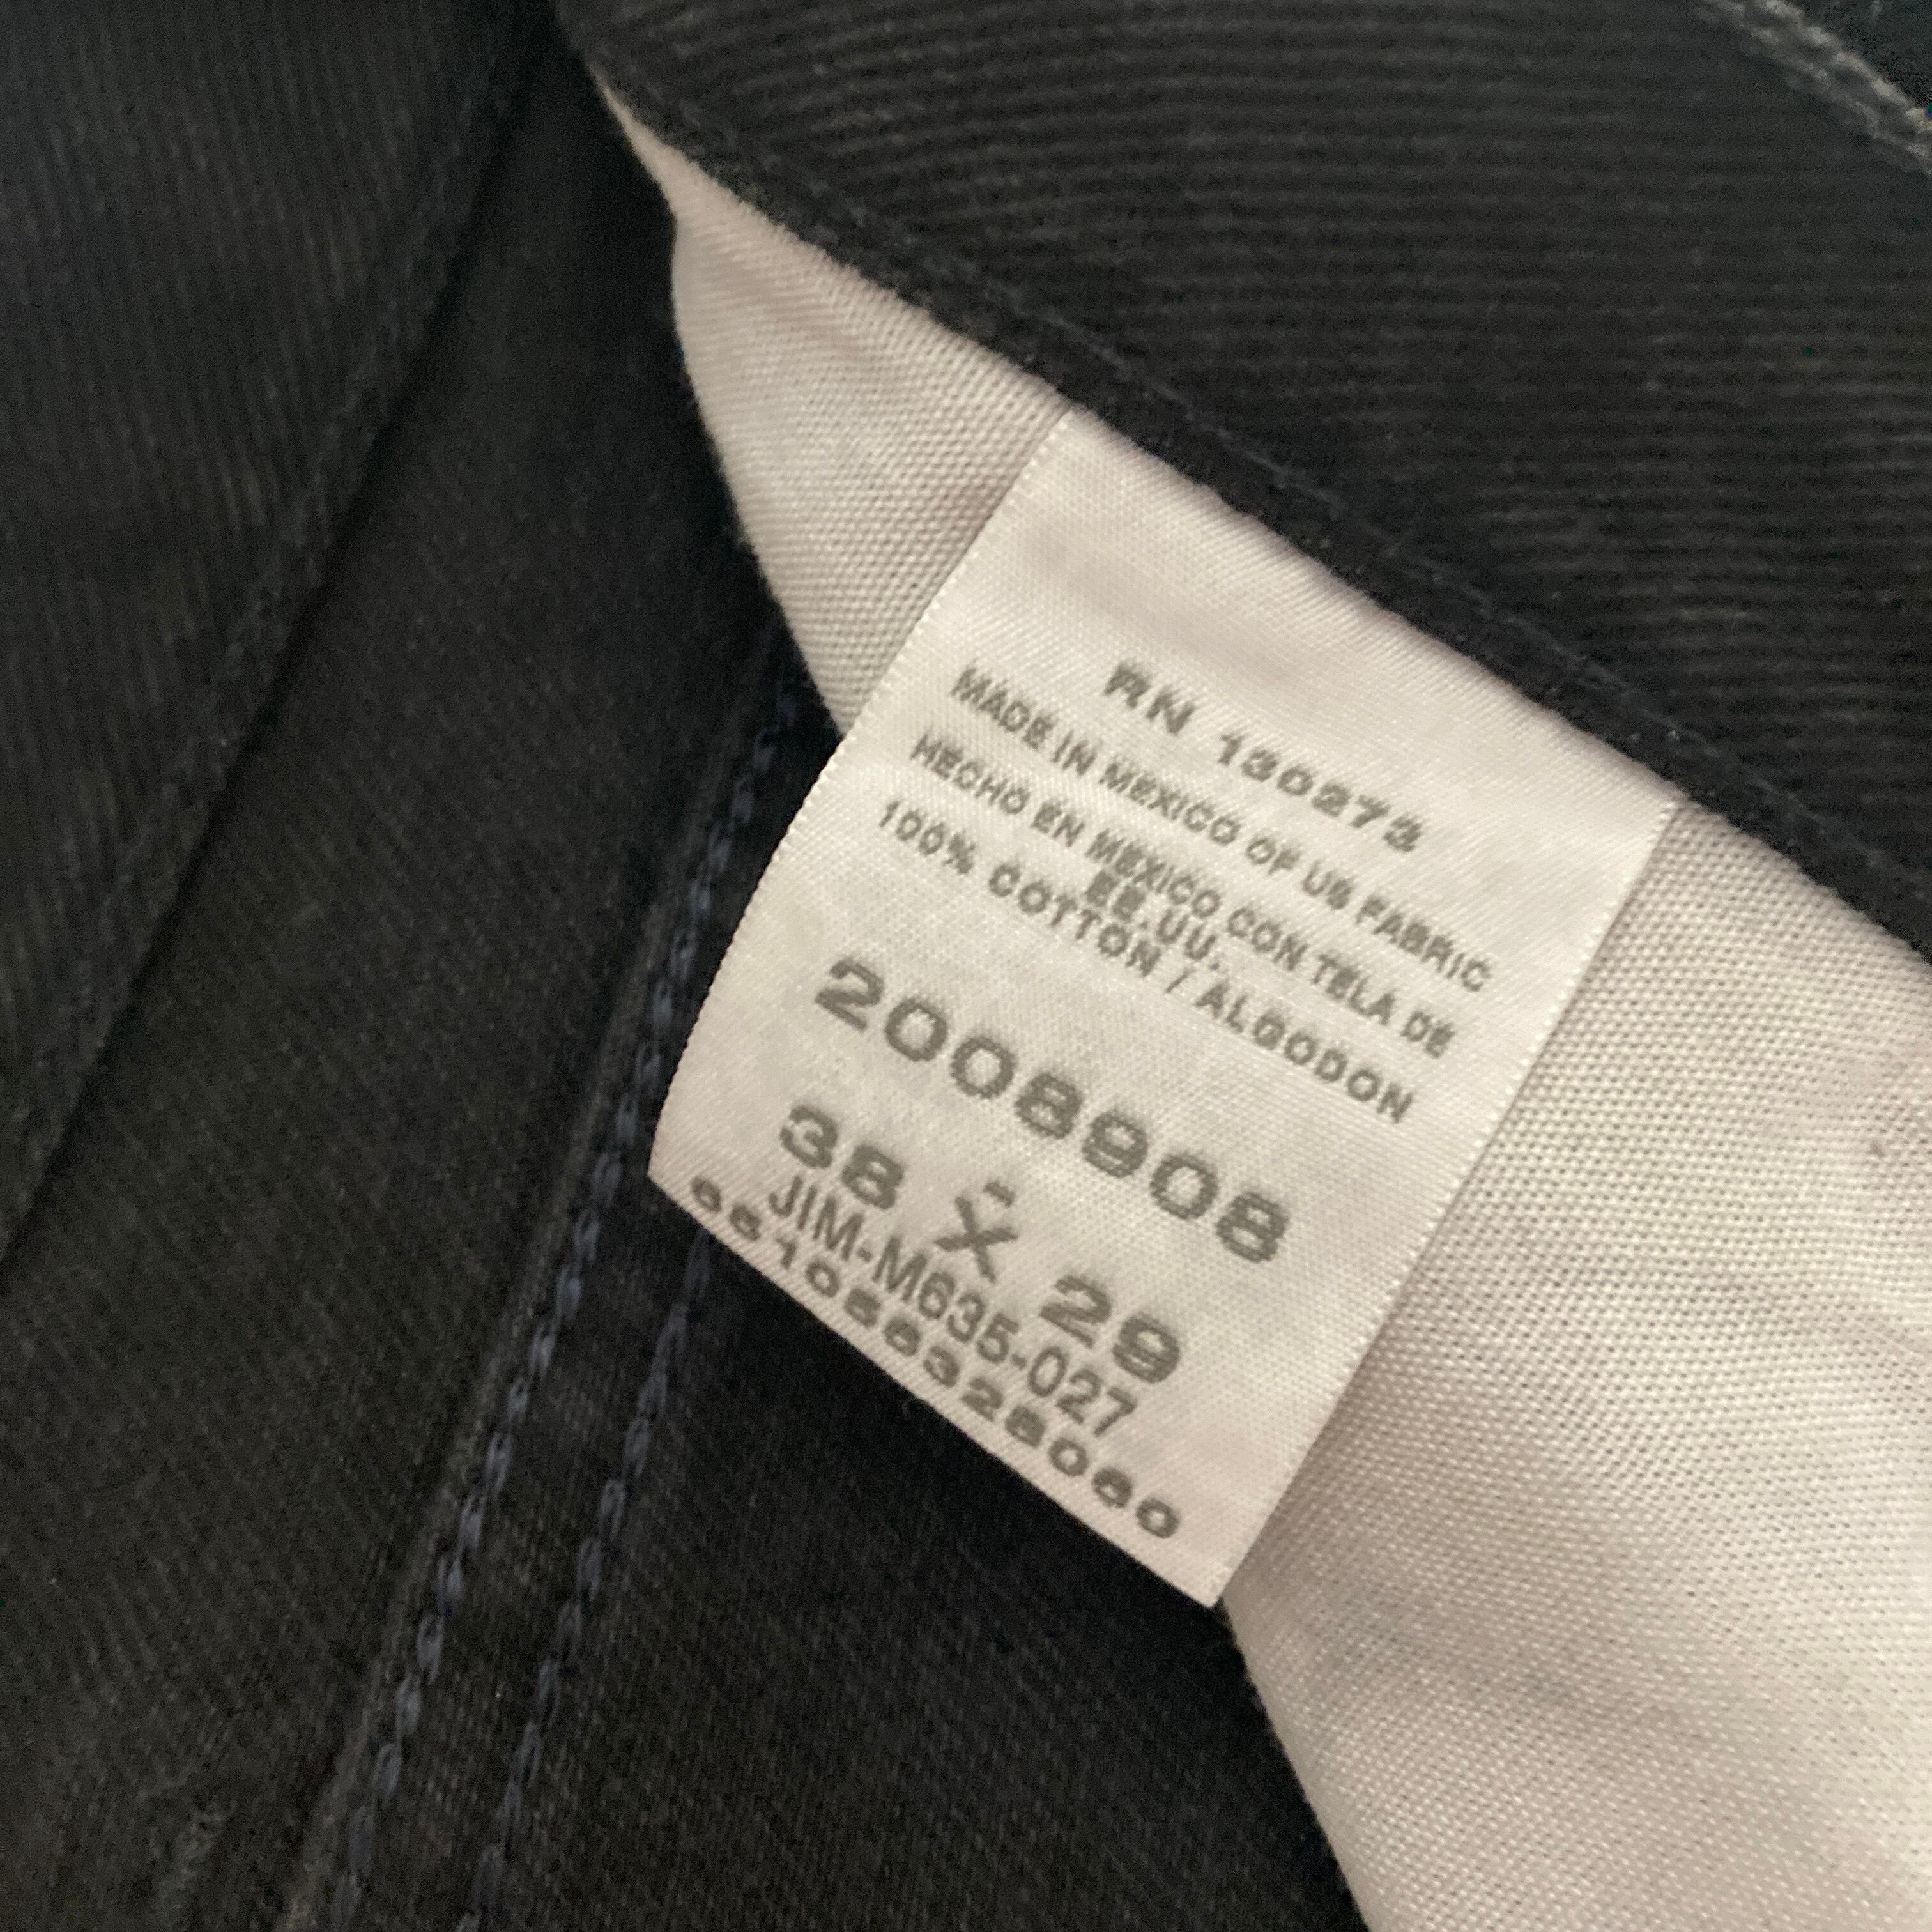 RN 130273
MADE IN MEXICO OF US FABRIC
HECHO EN MEXICO CON TELA DE
EE.UU.
100% COTTON / ALGODON
2008908
38 X 29
JIM-M635-027